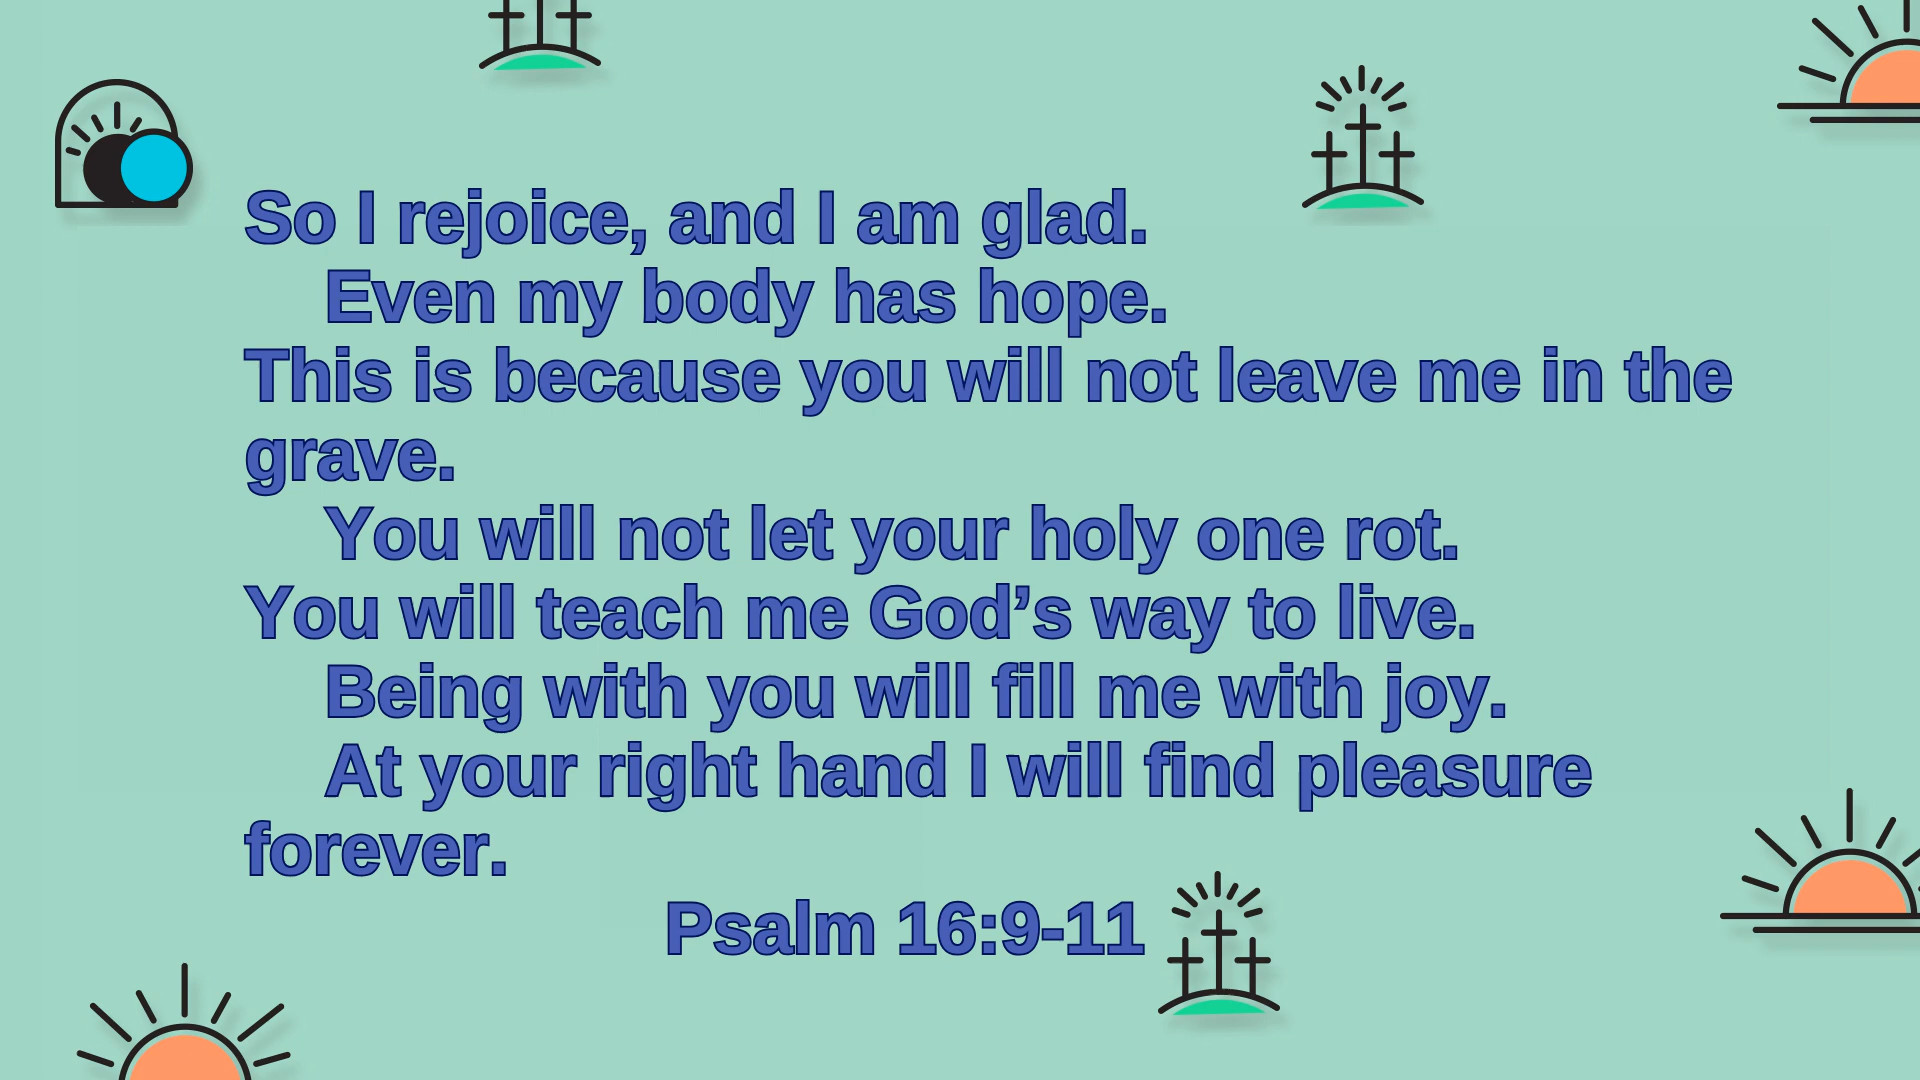 So I rejoice, and I am glad.
Even my body has hope.
This is because you will not leave me in the
grave.
You will not let your holy one rot.
You will teach me God’s way to live.
Being with you will fill me with joy.
At your right hand I will find pleasure
forever.
Psalm 16:9-11